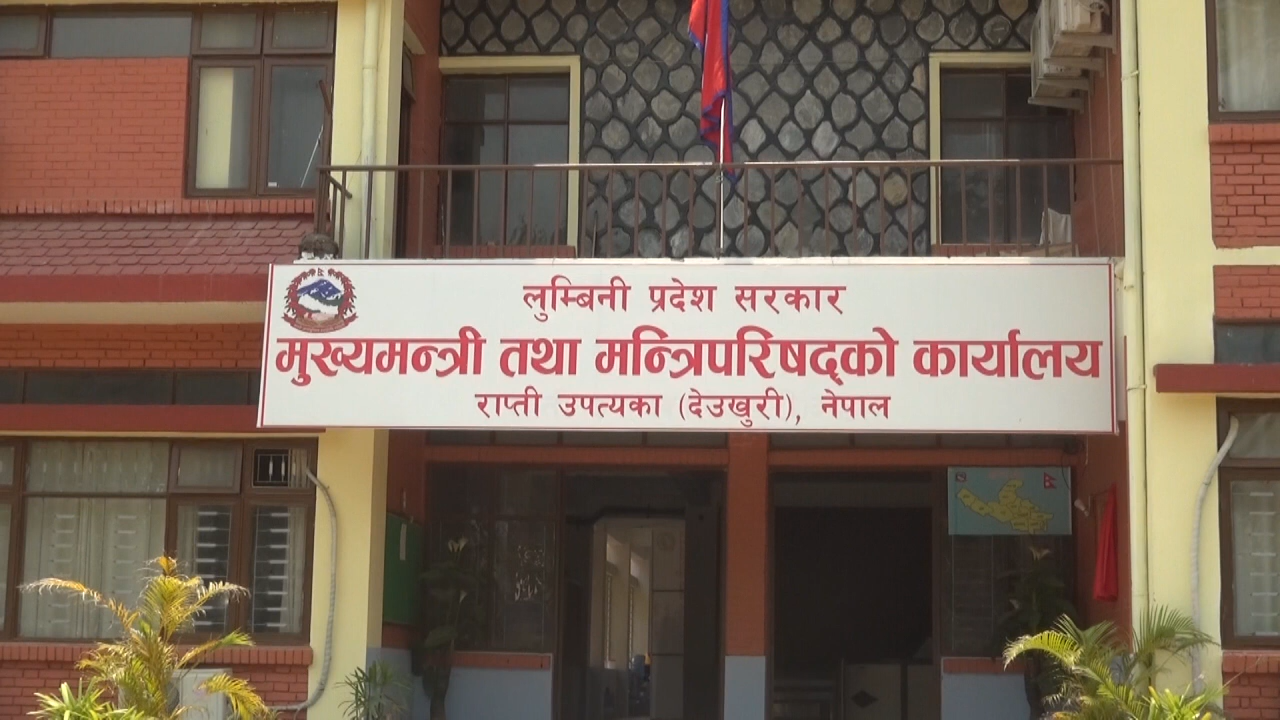 लुम्बिनी प्रदेश सरकार
मुख्यमन्त्री तथा मन्त्रिपरिषद्को कार्यालय
राप्ती उपत्यका (देउखुरी), नेपाल